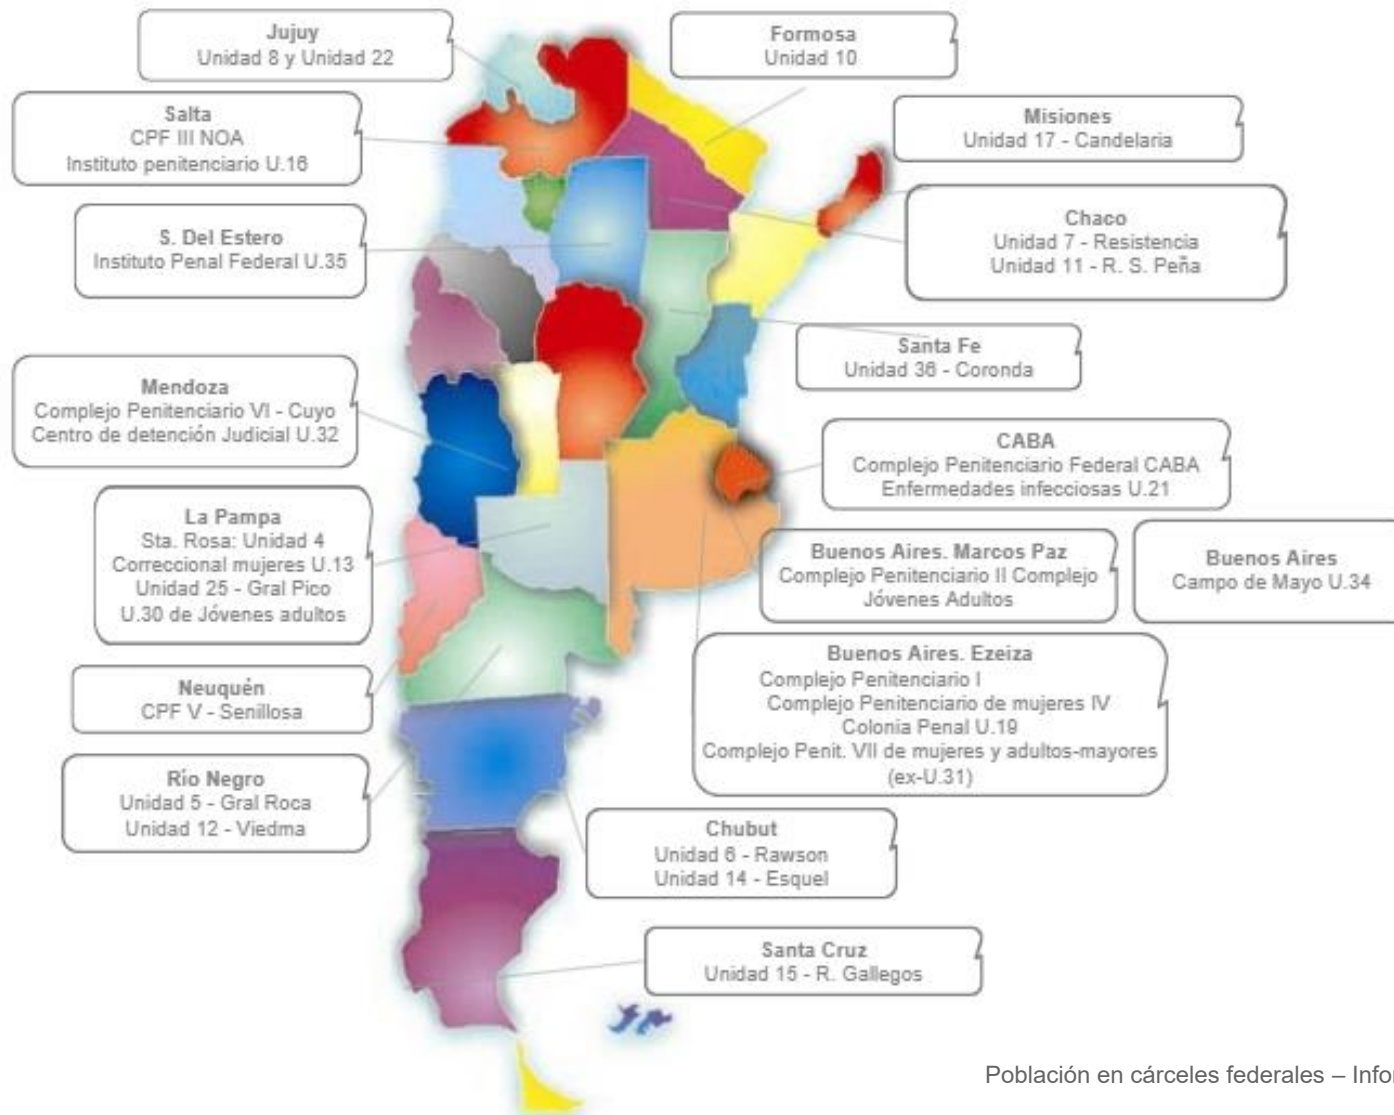 Jujuy
Unidad 8 y Unidad 22
Formosa
Unidad 10
Salta
CPF III NOA
Instituto penitenciario U.16
Misiones
Unidad 17 - Candelaria
S. Del Estero
Instituto Penal Federal U.35
Chaco
Unidad 7 - Resistencia
Unidad 11 - R. S. Peña
Santa Fe
Unidad 36 - Coronda
Mendoza
Complejo Penitenciario VI - Cuyo
Centro de detención Judicial U.32
CABA
Complejo Penitenciario Federal CABA
Enfermedades infecciosas U.21
La Pampa
Sta. Rosa: Unidad 4
Correccional mujeres U.13
Unidad 25 - Gral Pico
U.30 de Jóvenes adultos
Buenos Aires. Marcos Paz
Complejo Penitenciario II Complejo
Jóvenes Adultos
Buenos Aires
Campo de Mayo U.34
Buenos Aires. Ezeiza
Complejo Penitenciario I
Complejo Penitenciario de mujeres IV
Colonia Penal U.19
Complejo Penit. VII de mujeres y adultos-mayores
(ex-U.31)
Neuquén
CPF V - Senillosa
Río Negro
Unidad 5 - Gral Roca
Unidad 12 - Viedma
Chubut
Unidad 6 - Rawson
Unidad 14 - Esquel
Santa Cruz
Unidad 15 - R. Gallegos
Población en cárceles federales – Infor